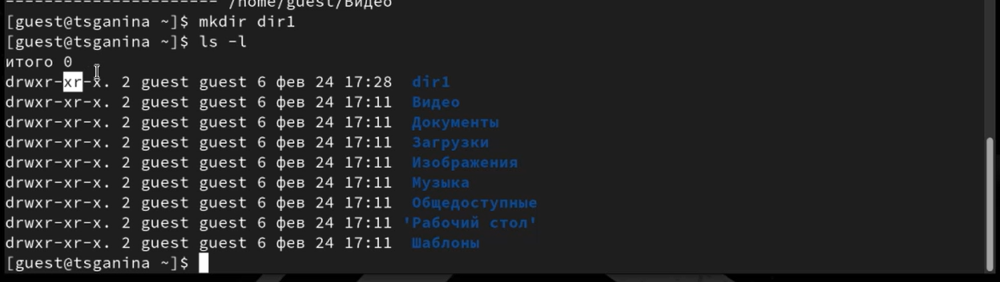 ---------------------- /home/guest/Видео
[guest@tsganina ~]$ mkdir dir1
[guest@tsganina ~]$ ls -l
итого 0
drwxr-xr-x. 2 guest guest 6 фев 24 17:28  dir1
drwxr-xr-x. 2 guest guest 6 фев 24 17:11  Видео
drwxr-xr-x. 2 guest guest 6 фев 24 17:11  Документы
drwxr-xr-x. 2 guest guest 6 фев 24 17:11  Загрузки
drwxr-xr-x. 2 guest guest 6 фев 24 17:11  Изображения
drwxr-xr-x. 2 guest guest 6 фев 24 17:11  Музыка
drwxr-xr-x. 2 guest guest 6 фев 24 17:11  Общедоступные
drwxr-xr-x. 2 guest guest 6 фев 24 17:11 'Рабочий стол'
drwxr-xr-x. 2 guest guest 6 фев 24 17:11  Шаблоны
[guest@tsganina ~]$